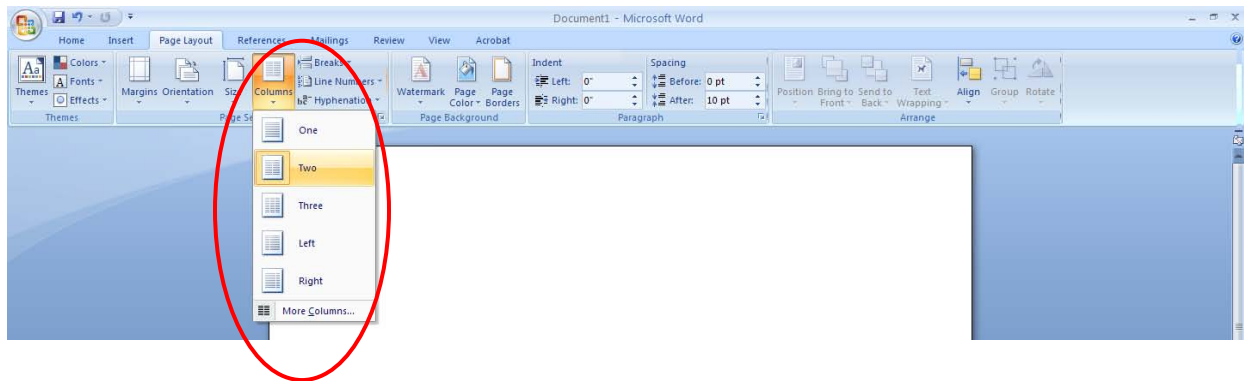 Document1 - Microsoft Word
Home Insert Page Layout References Mailings Review View Acrobat
Aa Themes
Colors
A Fonts
Effects
Themes
Margins Orientation Size Columns
Breaks
Line Numbers
Hyphenation
Page Se
Watermark Page Color Page Borders
Page Background
Indent
Left: 0"
Right: 0"
Spacing
Before: 0 pt
After: 10 pt
Paragraph
Position Bring to Front Send to Back Text Wrapping Align Group Rotate
Arrange
One
Two
Three
Left
Right
More Columns...